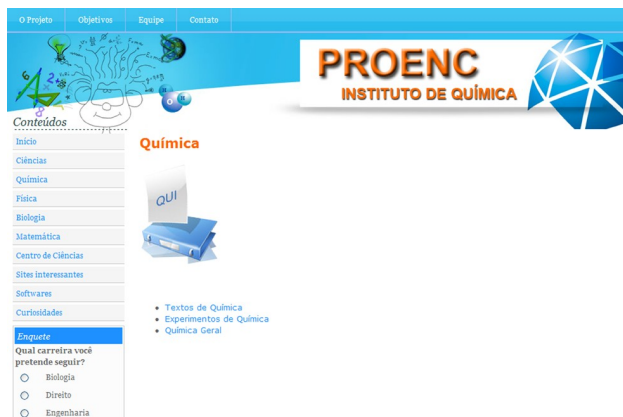 O Projeto
Objetivos
Equipe
Contato
PROENC
INSTITUTO DE QUÍMICA
Conteúdos
Início
Ciências
Química
Física
Biologia
Matemática
Centro de Ciências
Sites interessantes
Softwares
Curiosidades
Enquete
Qual carreira você
pretende seguir?
Biologia
Direito
Engenharia
Química
QUI
Textos de Química
Experimentos de Química
Química Geral